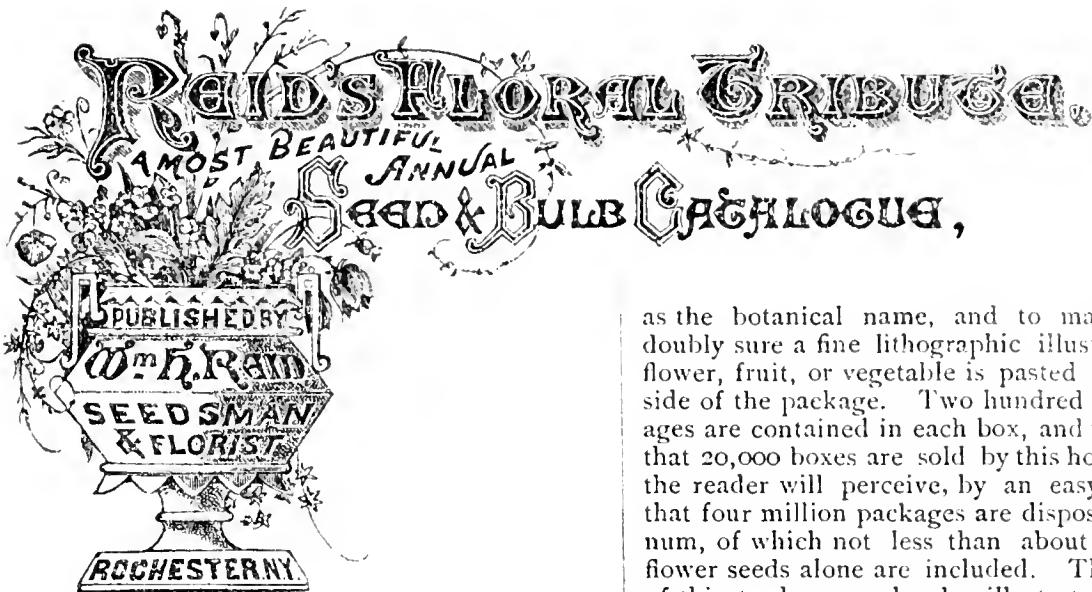 REID'S FLORAL TRIBUTE.
A MOST BEAUTIFUL
ANNUAL
SEED & BULB CATALOGUE,
PUBLISHED BY
Wm. H. REID
SEEDSMAN
& FLORIST
ROCHESTER.NY.
as the botanical name, and to ma
doubly sure a fine lithographic illus
flower, fruit, or vegetable is pasted
side of the package. Two hundred
ages are contained in each box, and
that 20,000 boxes are sold by this ho
the reader will perceive, by an easy
that four million packages are dispos
num, of which not less than about
flower seeds alone are included. Th